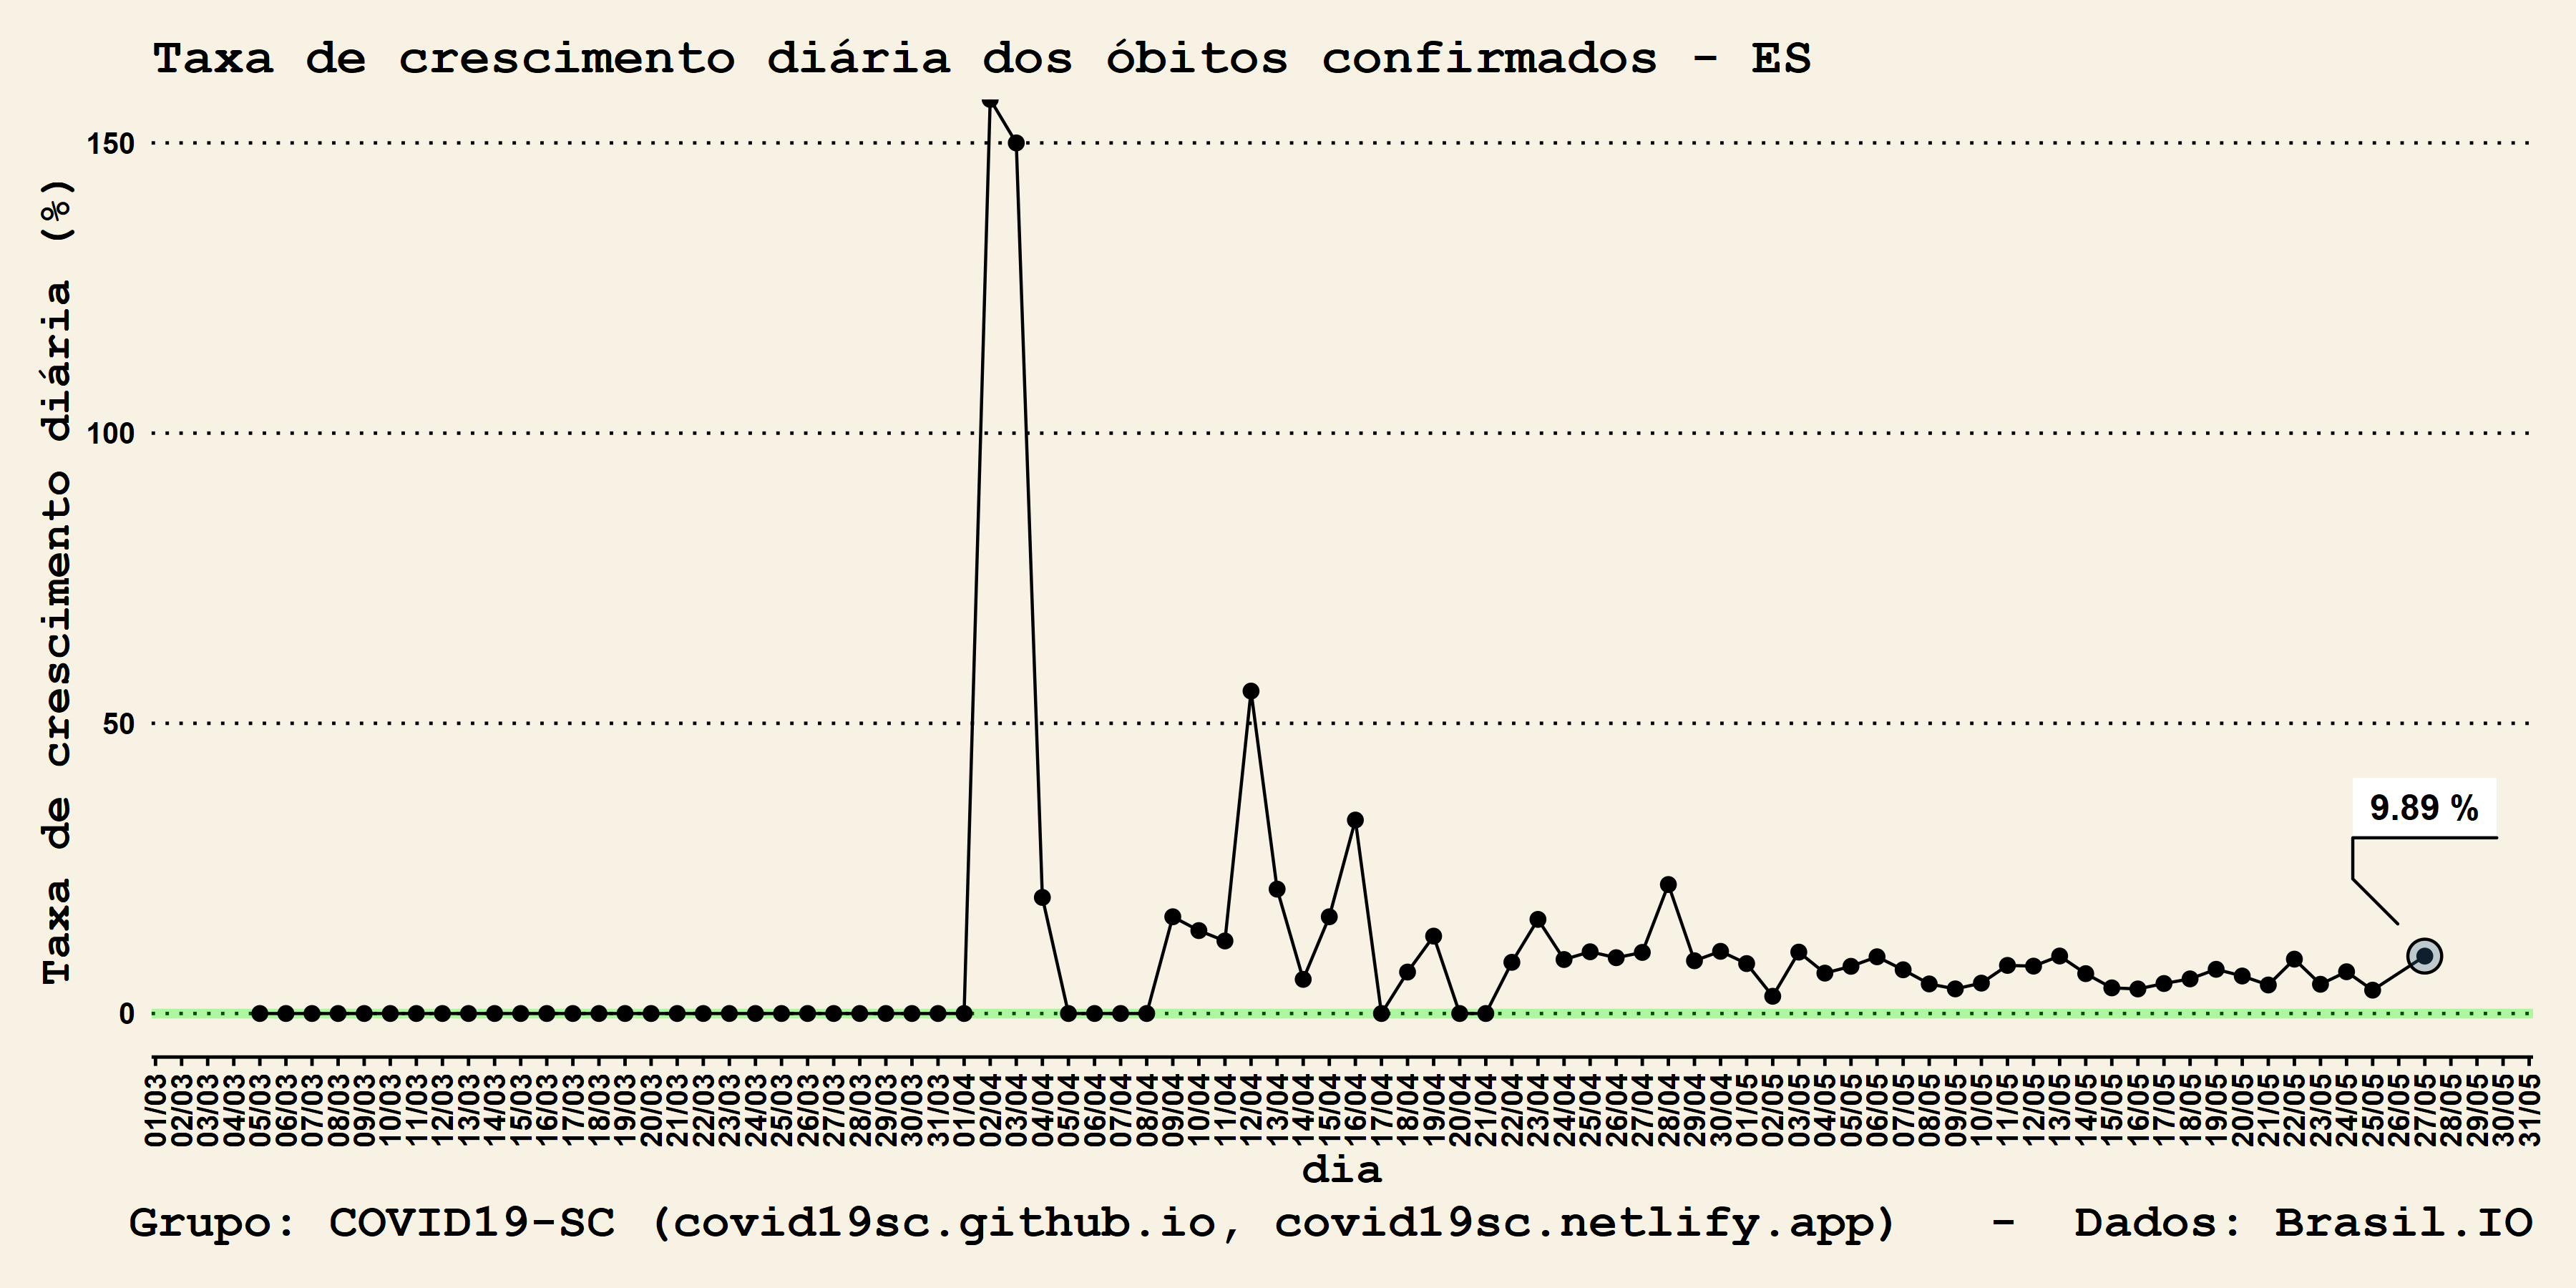 Taxa de crescimento diária dos óbitos confirmados - ES
Taxa de crescimento diária (%)
150
100
50
0
9.89 %
01/03 02/03 03/03 04/03 05/03 06/03 07/03 08/03 09/03 10/03 11/03 12/03 13/03 14/03 15/03 16/03 17/03 18/03 19/03 20/03 21/03 22/03 23/03 24/03 25/03 26/03 27/03 28/03 29/03 30/03 31/03 01/04 02/04 03/04 04/04 05/04 06/04 07/04 08/04 09/04 10/04 11/04 12/04 13/04 14/04 15/04 16/04 17/04 18/04 19/04 20/04 21/04 22/04 23/04 24/04 25/04 26/04 27/04 28/04 29/04 30/04 01/05 02/05 03/05 04/05 05/05 06/05 07/05 08/05 09/05 10/05 11/05 12/05 13/05 14/05 15/05 16/05 17/05 18/05 19/05 20/05 21/05 22/05 23/05 24/05 25/05 26/05 27/05 28/05 29/05 30/05 31/05
dia
Grupo: COVID19-SC (covid19sc.github.io, covid19sc.netlify.app) - Dados: Brasil.IO